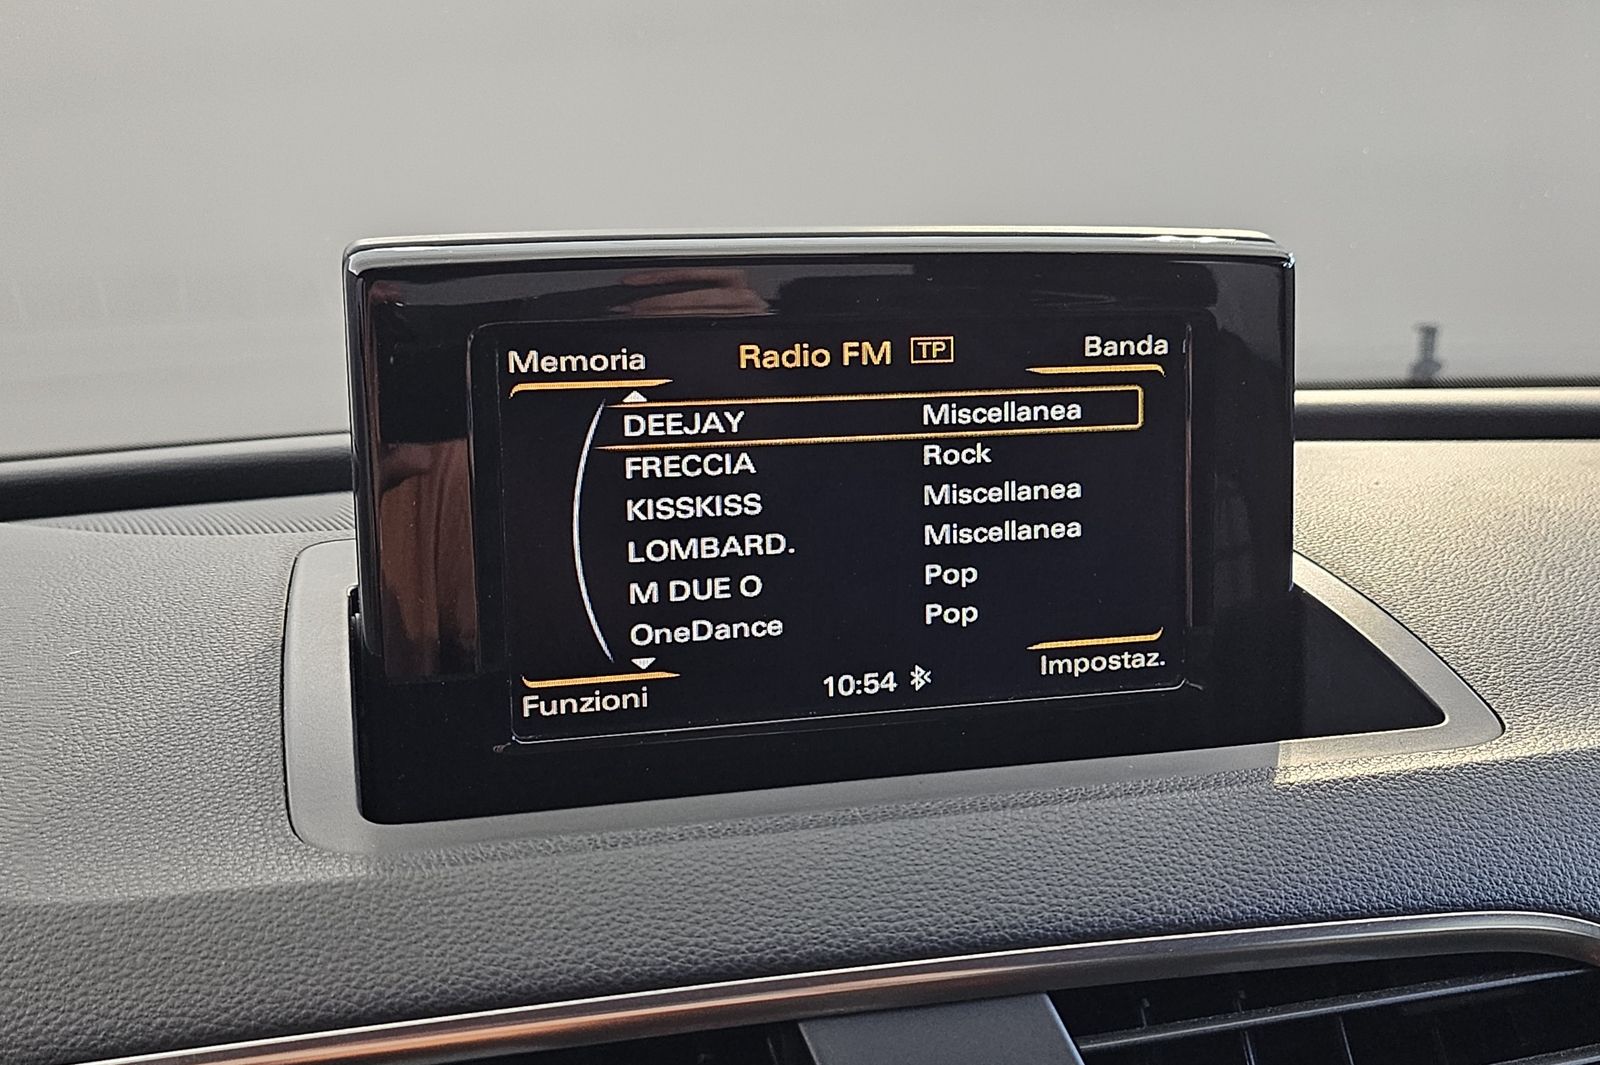 Memoria Radio FM TP Banda
DEEJAY Miscellanea
FRECCIA Rock
KISSKISS Miscellanea
LOMBARD. Miscellanea
M DUE O Pop
OneDance Pop
Funzioni 10:54 Impostaz.